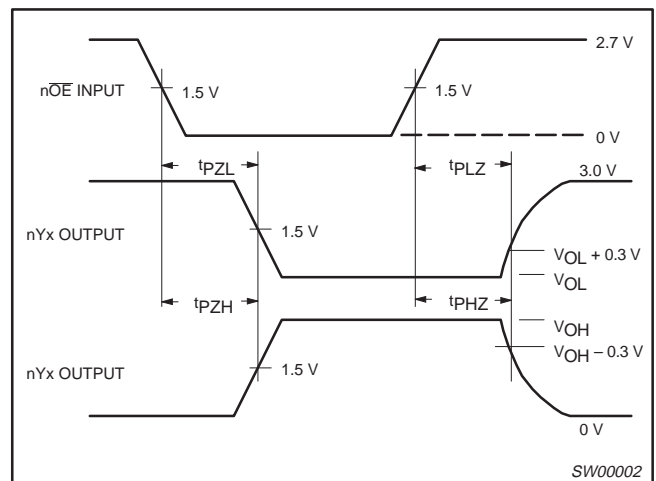 2.7 V
nOE INPUT
1.5 V
1.5 V
0 V
tPZL
tPLZ
3.0 V
nYx OUTPUT
1.5 V
VOL + 0.3 V
VOL
tPZH
tPHZ
VOH
VOH – 0.3 V
nYx OUTPUT
1.5 V
0 V
SW00002